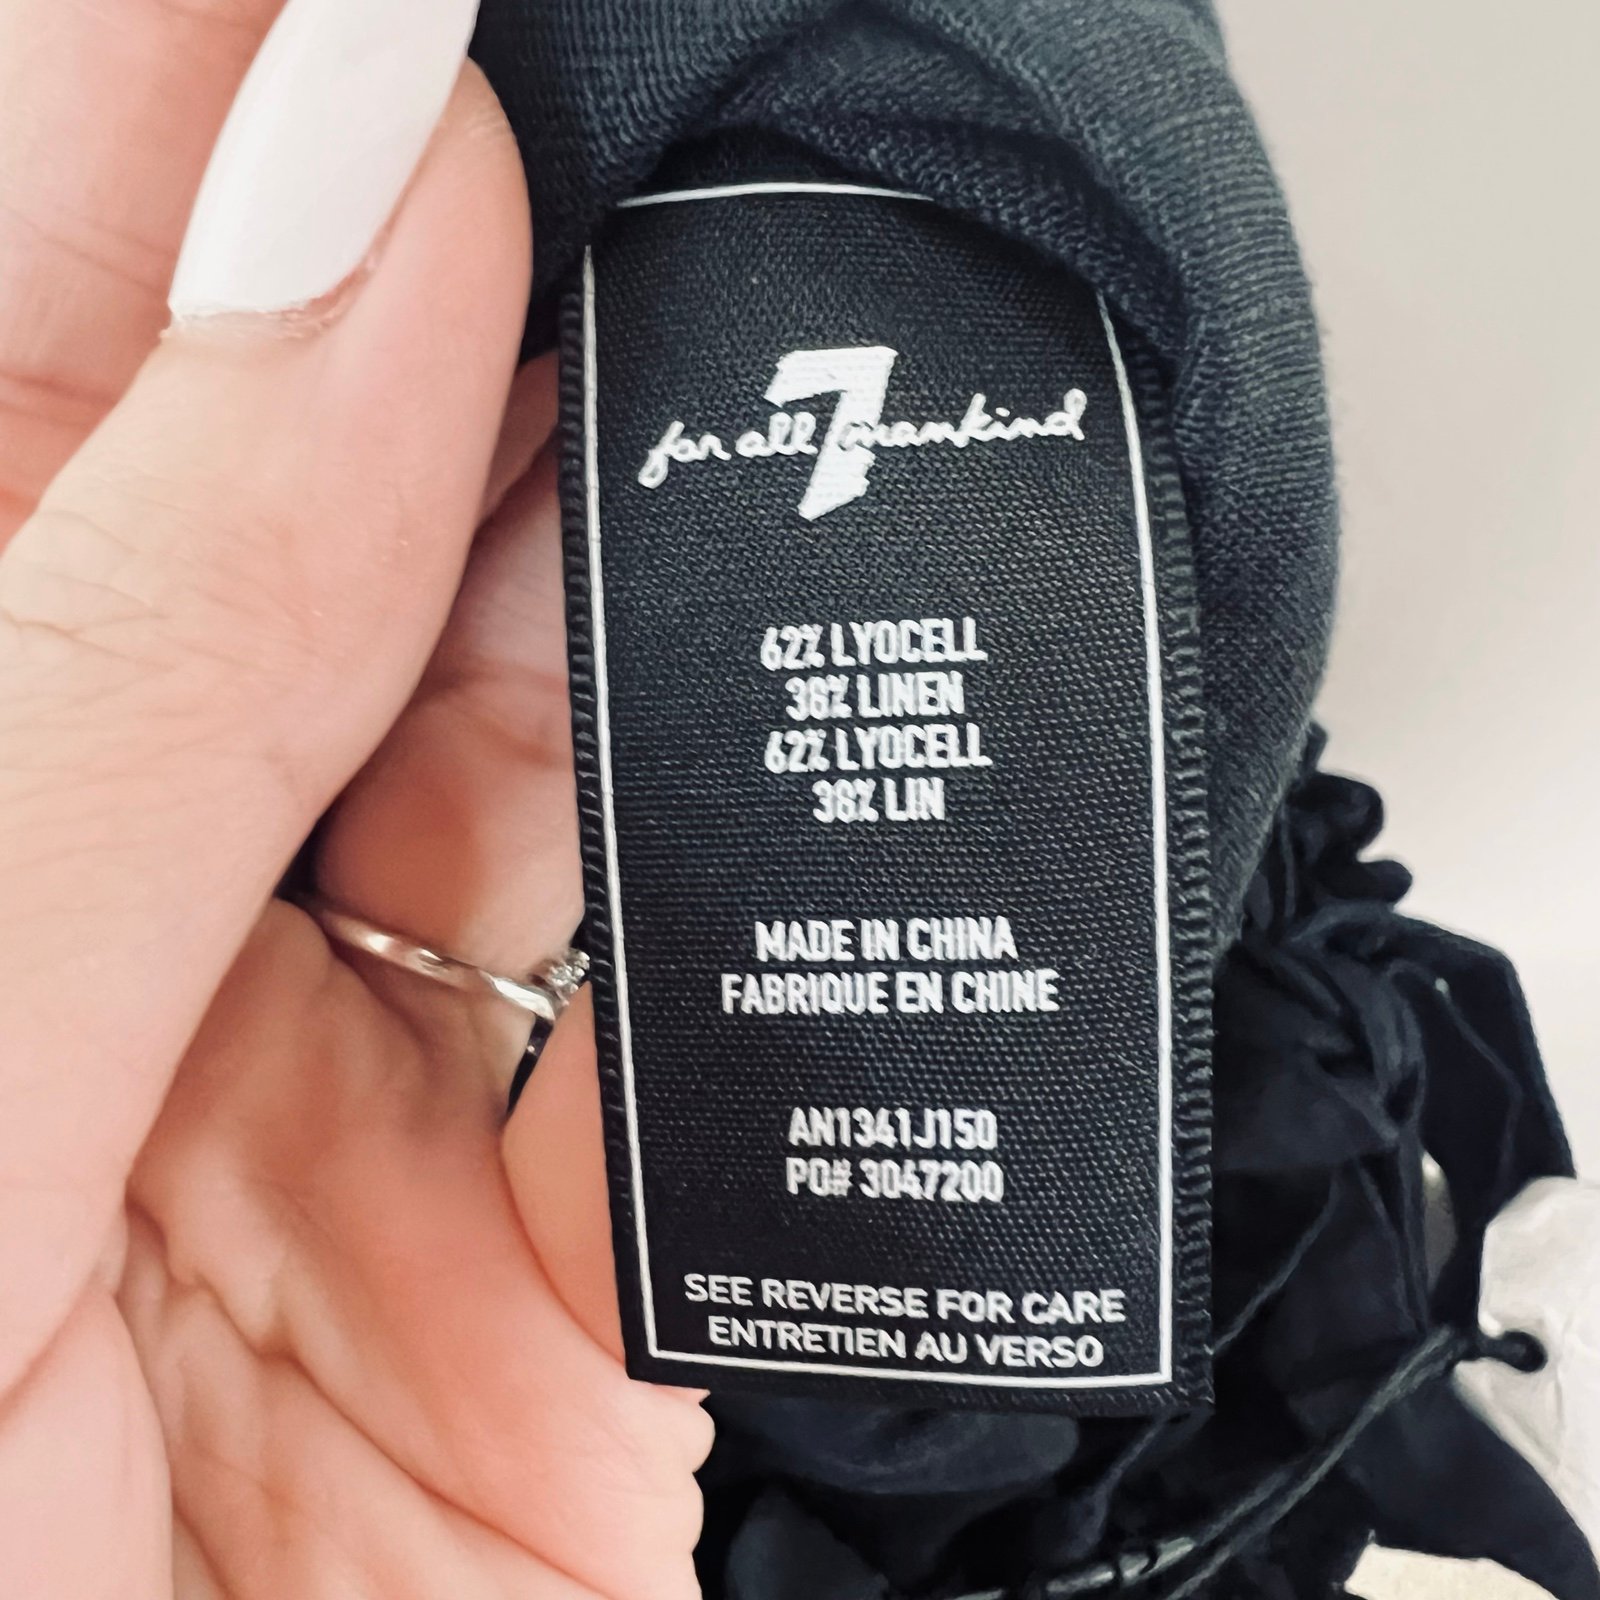 7
for all mankind
62% LYOCELL
38% LINEN
62% LYOCELL
38% LIN
MADE IN CHINA
FABRIQUE EN CHINE
AN1341J150
PO# 3047200
SEE REVERSE FOR CARE
ENTRETIEN AU VERSO